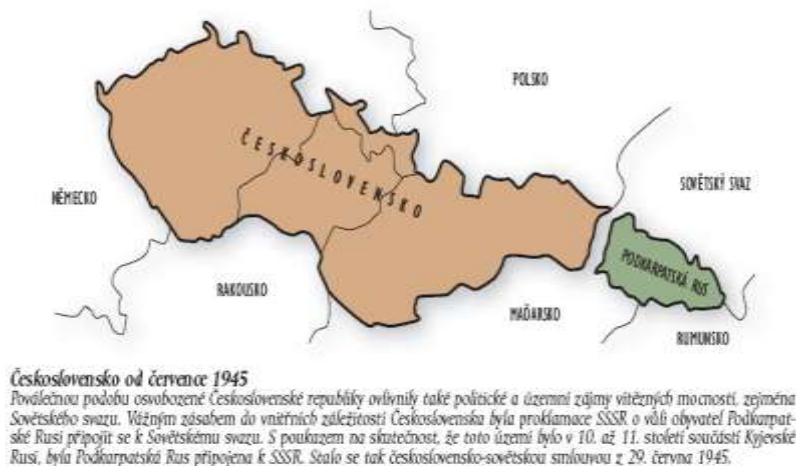 POLSKO
ČESKOSLOVENSKO
SOVĚTSKÝ SVAZ
NĚMECKO
PODKARPATSKÁ RUS
RAKOUSKO
MAĎARSKO
RUMUNSKO
Československo od července 1945
Poválečnou podobu osvobozené Československé republiky ovlivnily také politické a územní zájmy vítězných mocností, zejména
Sovětského svazu. Vážným zásahem do vnitřních záležitostí Československa byla proklamace SSSR o vůli obyvatel Podkarpat-
ské Rusi připojit se k Sovětskému svazu. S poukazem na skutečnost, že toto území bylo v 10. až 11. století součástí Kyjevské
Rusi, byla Podkarpatská Rus připojena k SSSR. Stalo se tak československo-sovětskou smlouvou z 29. června 1945.